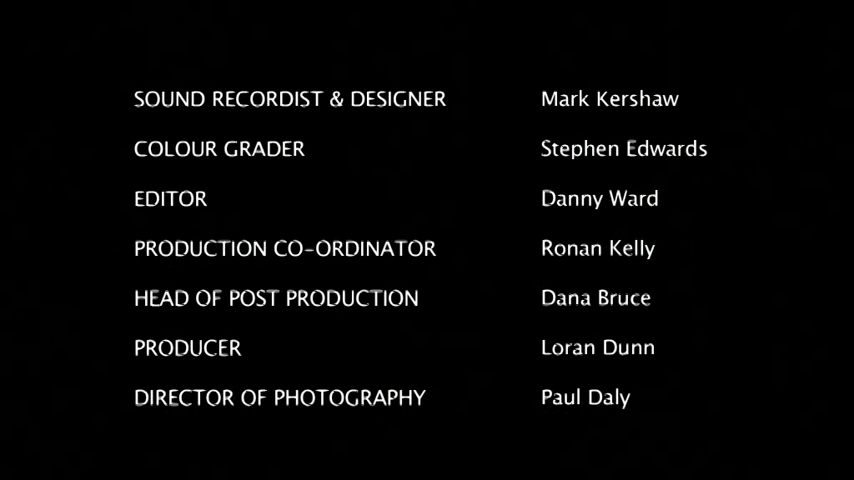 SOUND RECORDIST & DESIGNER Mark Kershaw
COLOUR GRADER Stephen Edwards
EDITOR Danny Ward
PRODUCTION CO-ORDINATOR Ronan Kelly
HEAD OF POST PRODUCTION Dana Bruce
PRODUCER Loran Dunn
DIRECTOR OF PHOTOGRAPHY Paul Daly